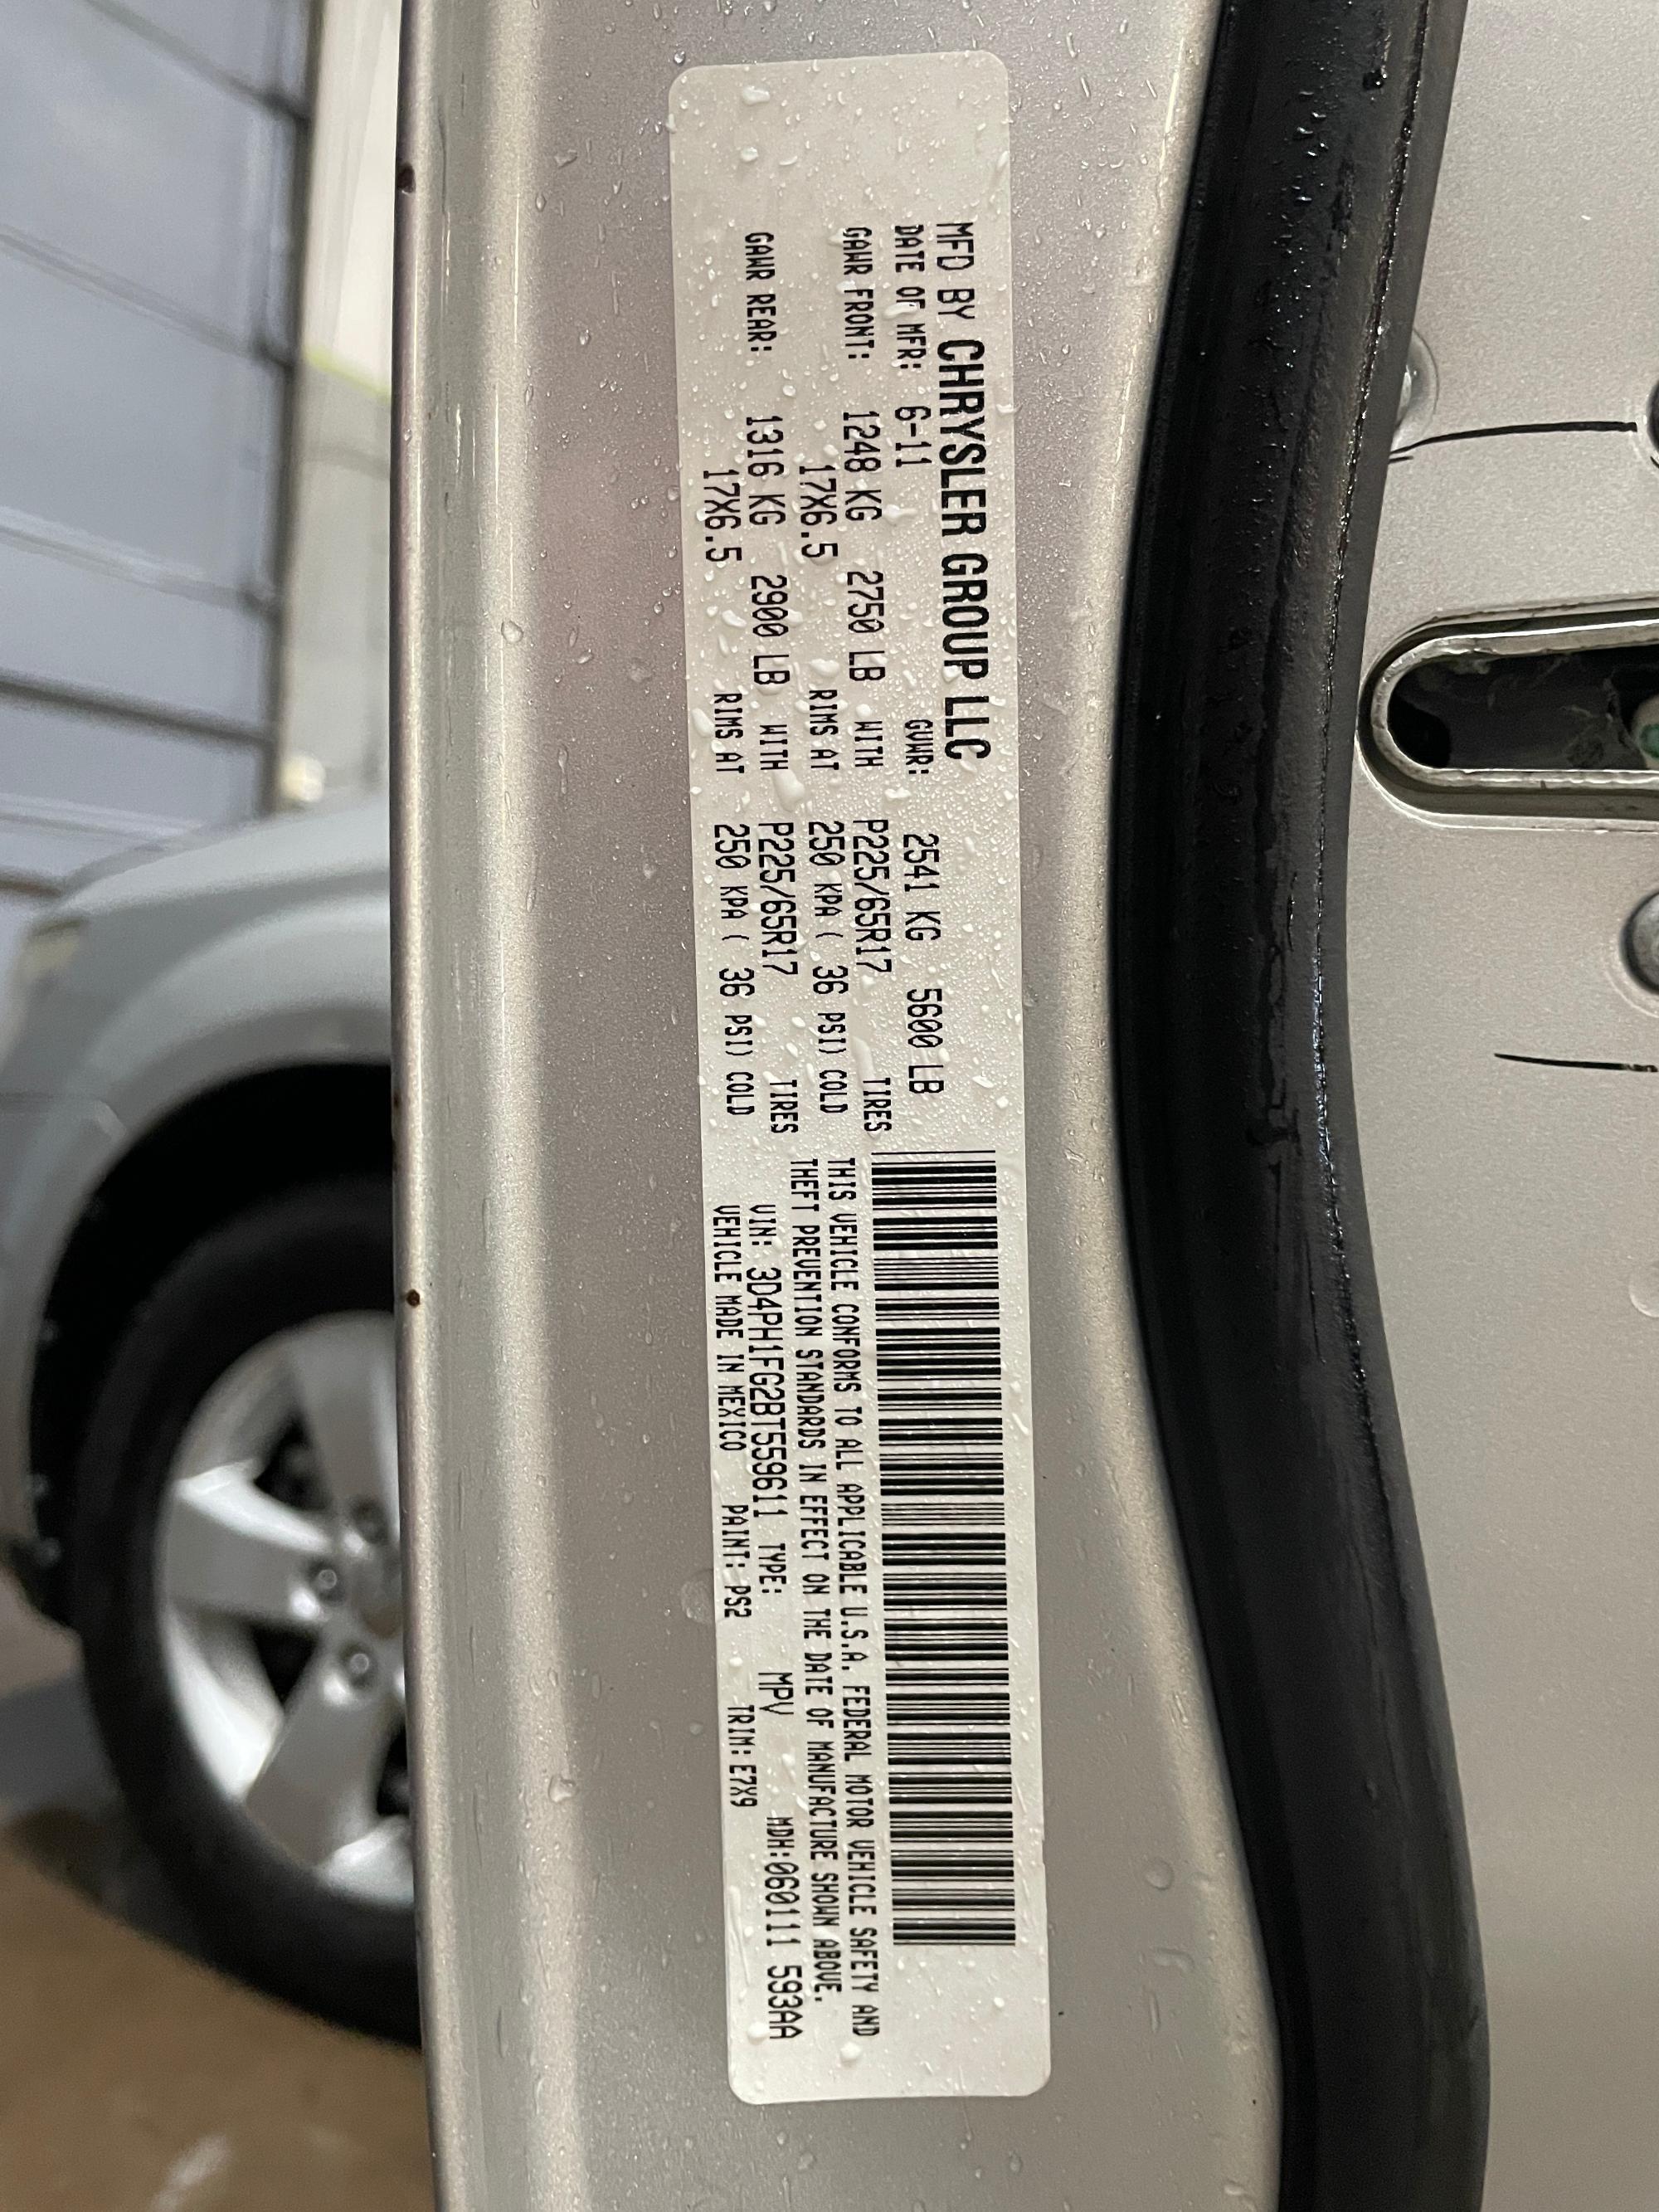 MFD BY CHRYSLER GROUP LLC
DATE OF MFR: 6-11 GVWR: 2541 KG 5600 LB
GAWR FRONT: 1248 KG 2750 LB WITH P225/65R17 TIRES
17X6.5 RIMS AT 250 KPA ( 36 PSI) COLD
GAWR REAR: 1316 KG 2900 LB WITH P225/65R17 TIRES
17X6.5 RIMS AT 250 KPA ( 36 PSI) COLD
THIS VEHICLE CONFORMS TO ALL APPLICABLE U.S.A. FEDERAL MOTOR VEHICLE SAFETY AND
THEFT PREVENTION STANDARDS IN EFFECT ON THE DATE OF MANUFACTURE SHOWN ABOVE.
VIN: 3D4PH1FG2BT559611 TYPE: MPV MDH:060111 593AA
VEHICLE MADE IN MEXICO PAINT: PS2 TRIM: E7X9